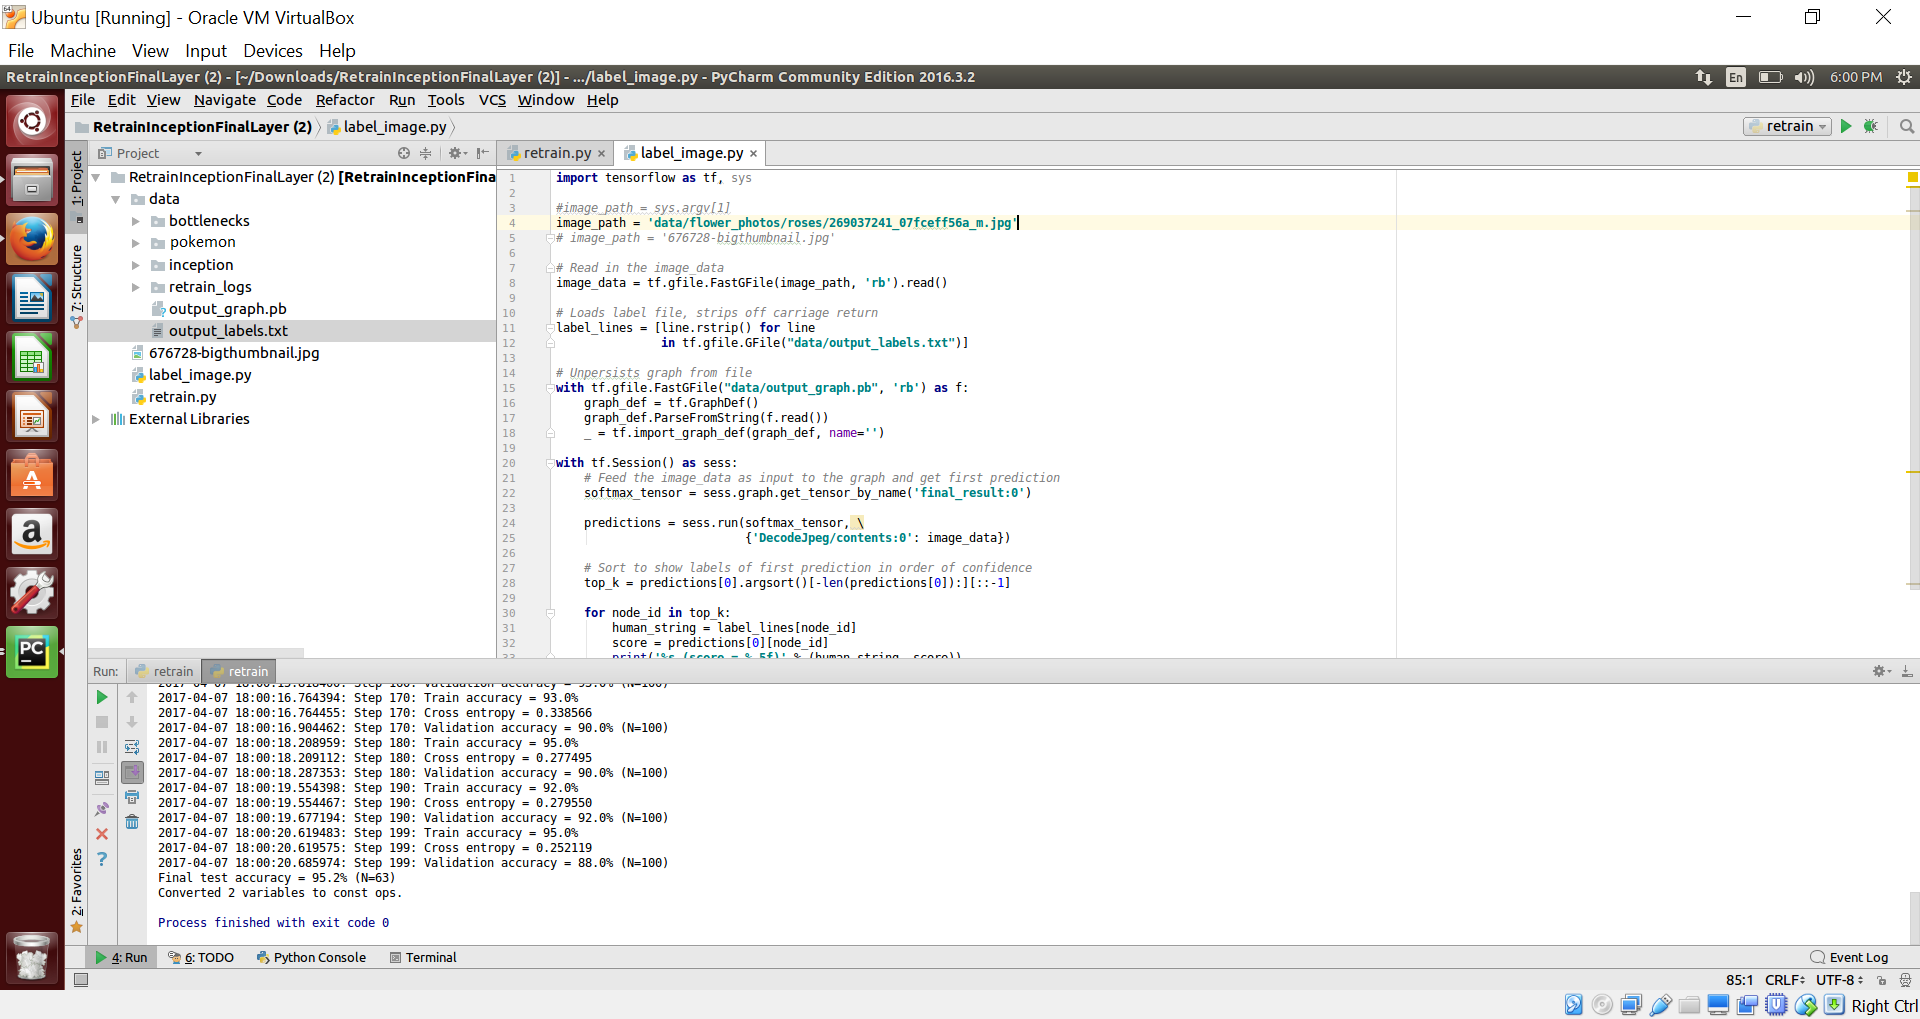 Ubuntu [Running] - Oracle VM VirtualBox
File Machine View Input Devices Help
RetrainInceptionFinalLayer (2) - [~/Downloads/RetrainInceptionFinalLayer (2)] - .../label_image.py - PyCharm Community Edition 2016.3.2
En 6:00 PM
File Edit View Navigate Code Refactor Run Tools VCS Window Help
RetrainInceptionFinalLayer (2) label_image.py
retrain
Project
retrain.py × label_image.py ×
1: Project
7: Structure
2: Favorites
RetrainInceptionFinalLayer (2) [RetrainInceptionFina
data
bottlenecks
pokemon
inception
retrain_logs
output_graph.pb
output_labels.txt
676728-bigthumbnail.jpg
label_image.py
retrain.py
External Libraries
1 import tensorflow as tf, sys
2
3 #image_path = sys.argv[1]
4 image_path = 'data/flower_photos/roses/269037241_07fceff56a_m.jpg'
5 # image_path = '676728-bigthumbnail.jpg'
6
7 # Read in the image_data
8 image_data = tf.gfile.FastGFile(image_path, 'rb').read()
9
10 # Loads label file, strips off carriage return
11 label_lines = [line.rstrip() for line
12 in tf.gfile.GFile("data/output_labels.txt")]
13
14 # Unpersists graph from file
15 with tf.gfile.FastGFile("data/output_graph.pb", 'rb') as f:
16 graph_def = tf.GraphDef()
17 graph_def.ParseFromString(f.read())
18 _ = tf.import_graph_def(graph_def, name='')
19
20 with tf.Session() as sess:
21 # Feed the image_data as input to the graph and get first prediction
22 softmax_tensor = sess.graph.get_tensor_by_name('final_result:0')
23
24 predictions = sess.run(softmax_tensor, \
25 {'DecodeJpeg/contents:0': image_data})
26
27 # Sort to show labels of first prediction in order of confidence
28 top_k = predictions[0].argsort()[-len(predictions[0]):][::-1]
29
30 for node_id in top_k:
31 human_string = label_lines[node_id]
32 score = predictions[0][node_id]
33 print('%s (score = %.5f)' % (human_string, score))
Run: retrain retrain
2017-04-07 18:00:16.764394: Step 170: Train accuracy = 93.0%
2017-04-07 18:00:16.764455: Step 170: Cross entropy = 0.338566
2017-04-07 18:00:16.904462: Step 170: Validation accuracy = 90.0% (N=100)
2017-04-07 18:00:18.208959: Step 180: Train accuracy = 95.0%
2017-04-07 18:00:18.209112: Step 180: Cross entropy = 0.277495
2017-04-07 18:00:18.287353: Step 180: Validation accuracy = 90.0% (N=100)
2017-04-07 18:00:19.554398: Step 190: Train accuracy = 92.0%
2017-04-07 18:00:19.554467: Step 190: Cross entropy = 0.279550
2017-04-07 18:00:19.677194: Step 190: Validation accuracy = 92.0% (N=100)
2017-04-07 18:00:20.619483: Step 199: Train accuracy = 95.0%
2017-04-07 18:00:20.619575: Step 199: Cross entropy = 0.252119
2017-04-07 18:00:20.685974: Step 199: Validation accuracy = 88.0% (N=100)
Final test accuracy = 95.2% (N=63)
Converted 2 variables to const ops.
Process finished with exit code 0
4: Run 6: TODO Python Console Terminal Event Log
85:1 CRLF UTF-8
Right Ctrl